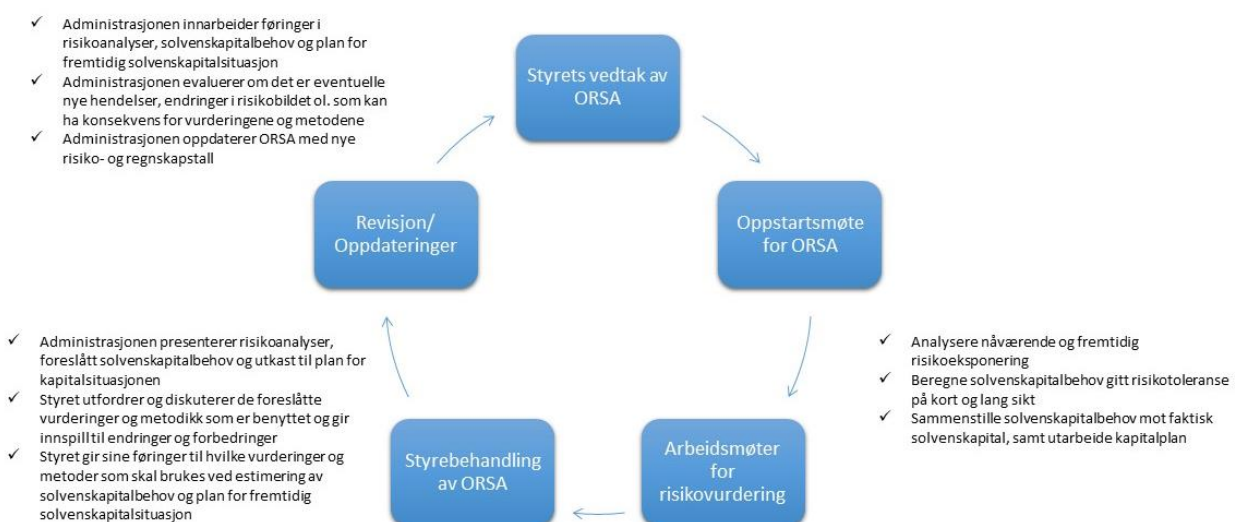 ✓ Administrasjonen innarbeider føringer i
risikoanalyser, solvenskapitalbehov og plan for
fremtidig solvenskapitalsituasjon
✓ Administrasjonen evaluerer om det er eventuelle
nye hendelser, endringer i risikobildet ol. som kan
ha konsekvens for vurderingene og metodene
✓ Administrasjonen oppdaterer ORSA med nye
risiko- og regnskapstall
Styrets vedtak av
ORSA
Oppstartsmøte
for ORSA
✓ Analysere nåværende og fremtidig
risikoeksponering
✓ Beregne solvenskapitalbehov gitt risikotoleranse
på kort og lang sikt
✓ Sammenstille solvenskapitalbehov mot faktisk
solvenskapital, samt utarbeide kapitalplan
Arbeidsmøter
for
risikovurdering
Styrebehandling
av ORSA
✓ Administrasjonen presenterer risikoanalyser,
foreslått solvenskapitalbehov og utkast til plan for
kapitalsituasjonen
✓ Styret utfordrer og diskuterer de foreslåtte
vurderinger og metodikk som er benyttet og gir
innspill til endringer og forbedringer
✓ Styret gir sine føringer til hvilke vurderinger og
metoder som skal brukes ved estimering av
solvenskapitalbehov og plan for fremtidig
solvenskapitalsituasjon
Revisjon/
Oppdateringer